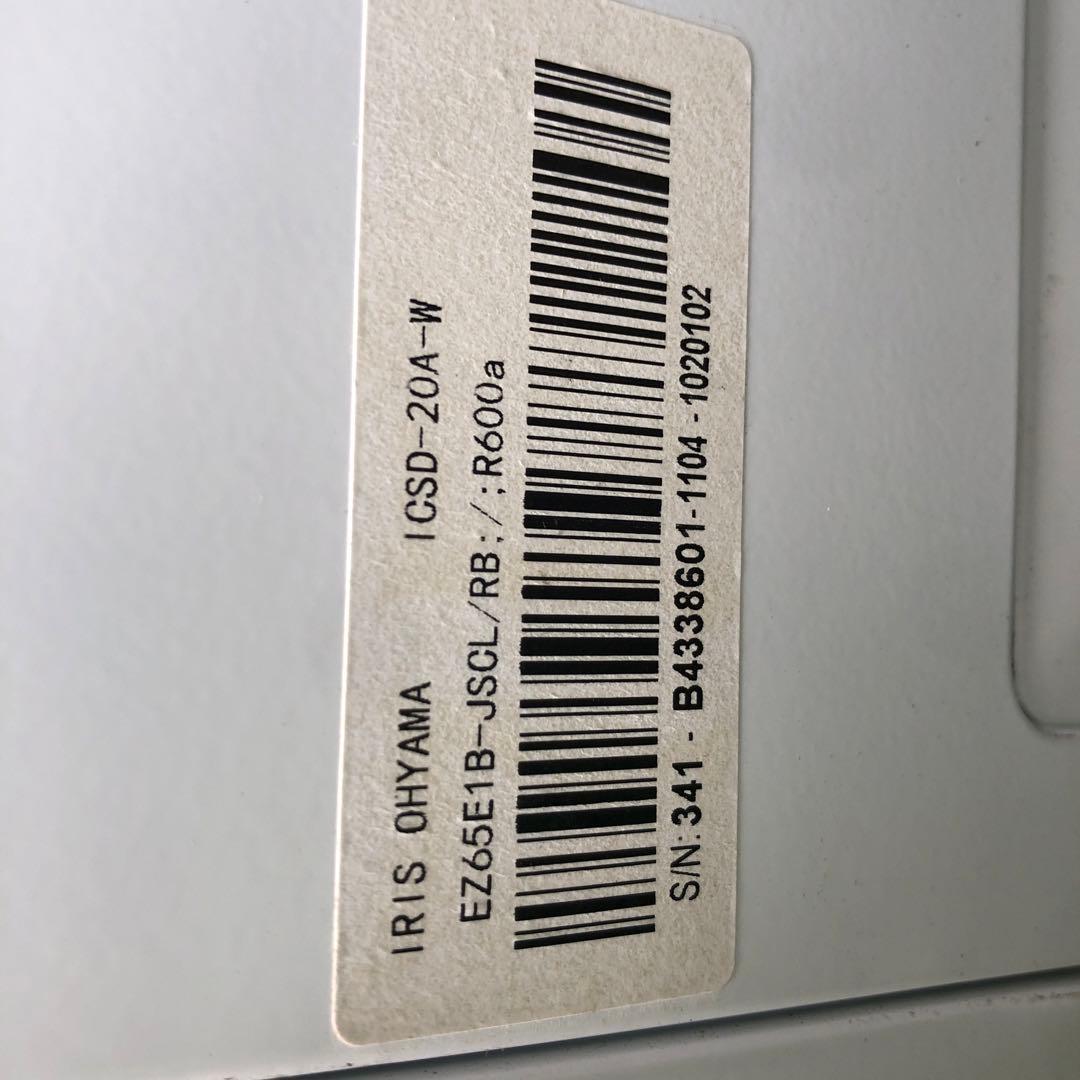 IRIS OHYAMA ICSD-20A-W
EZ65E1B-JSCL/RB;/;R600a
S/N: 341 - B4338601-1104 - 1020102